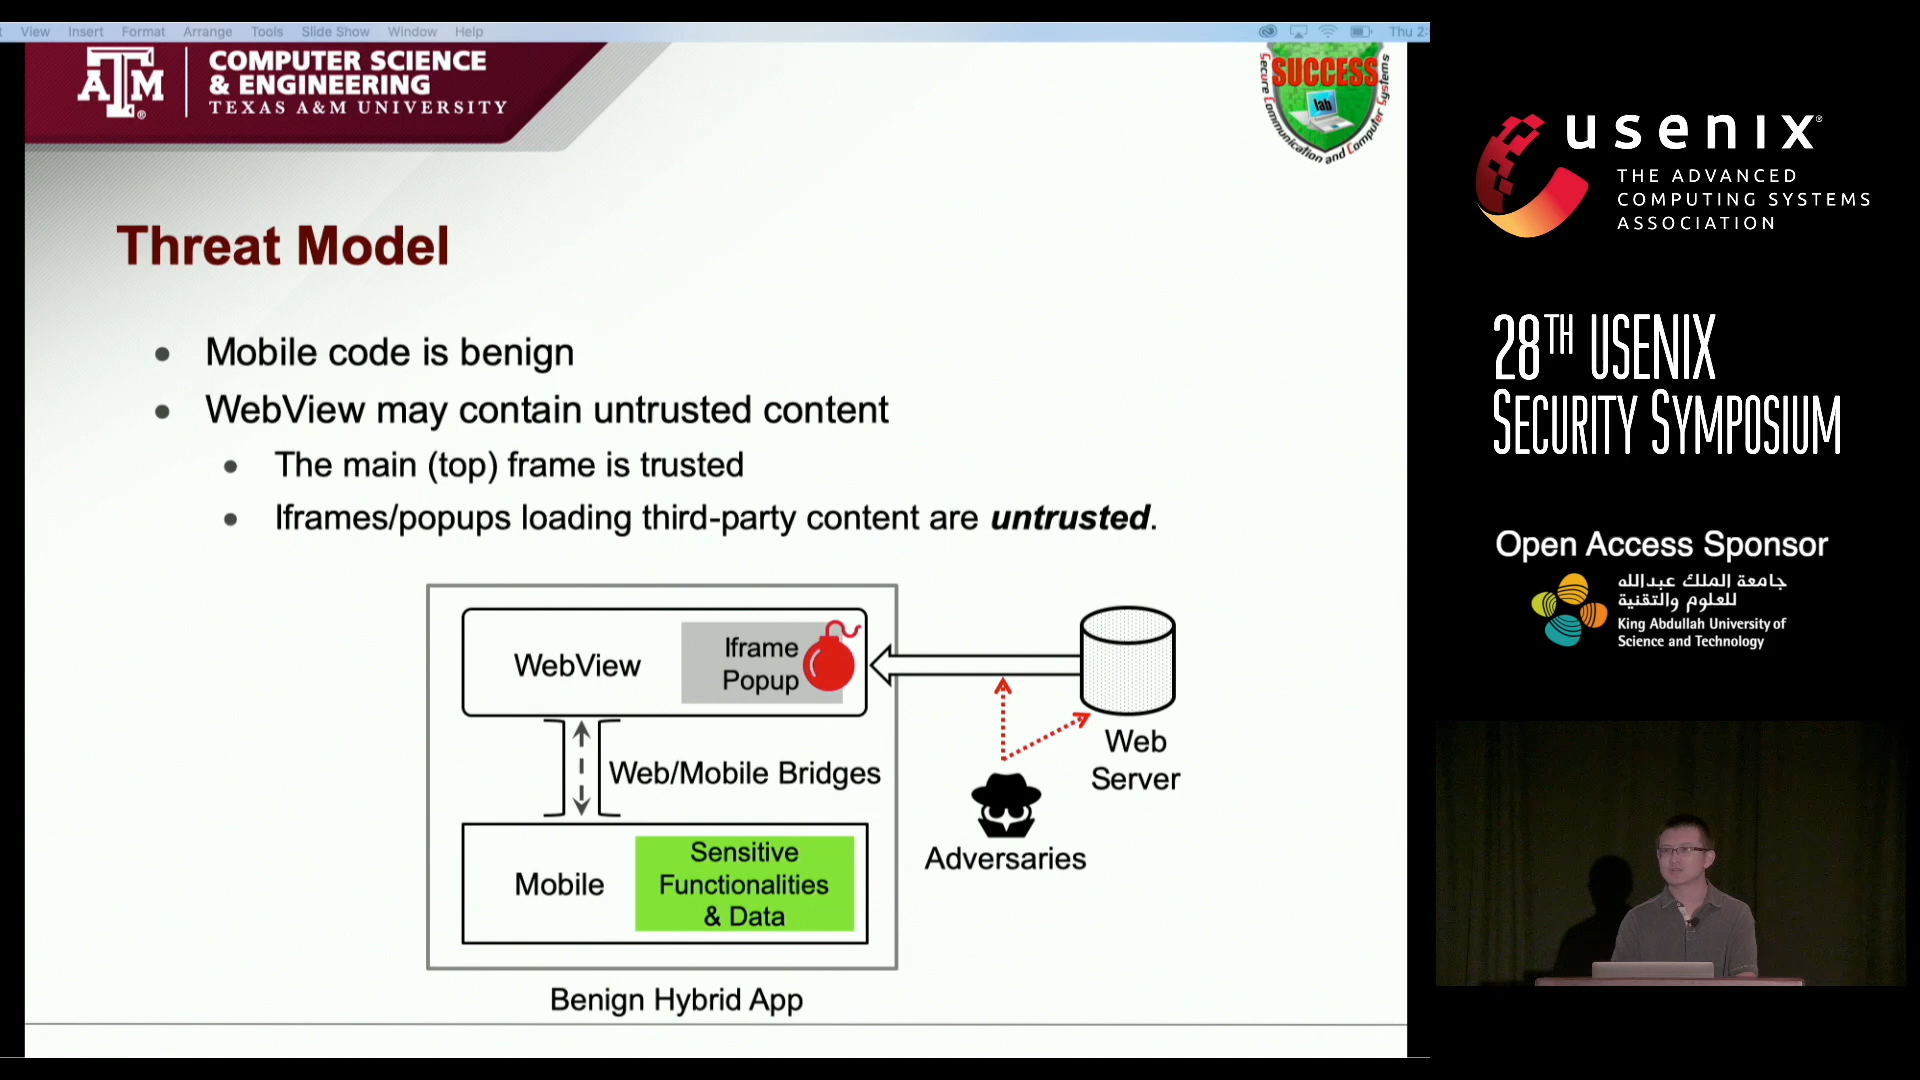 View Insert Format Arrange Tools Slide Show Window Help
Thu 2:
ATM
COMPUTER SCIENCE
& ENGINEERING
TEXAS A&M UNIVERSITY
SUCCESS
lab
Secure Communication and Computer Systems
Threat Model
Mobile code is benign
WebView may contain untrusted content
The main (top) frame is trusted
Iframes/popups loading third-party content are untrusted.
WebView
Iframe
Popup
Web/Mobile Bridges
Mobile
Sensitive
Functionalities
& Data
Web
Server
Adversaries
Benign Hybrid App
usenix®
THE ADVANCED
COMPUTING SYSTEMS
ASSOCIATION
28TH USENIX
SECURITY SYMPOSIUM
Open Access Sponsor
جامعة الملك عبدالله
للعلوم والتقنية
King Abdullah University of
Science and Technology